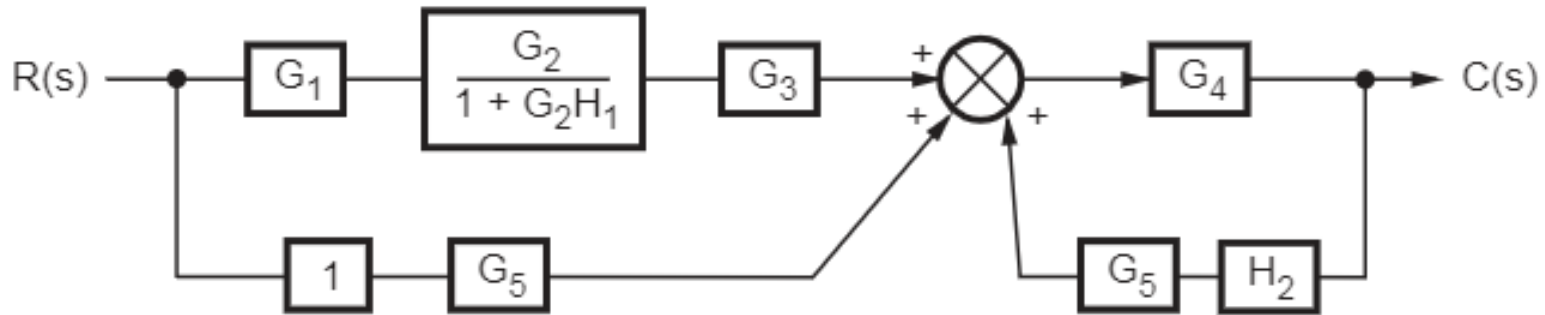 R(s) G₁ G₂ G₃ + G₄ C(s)
1 + G₂H₁
+ +
1 G₅ G₅ H₂